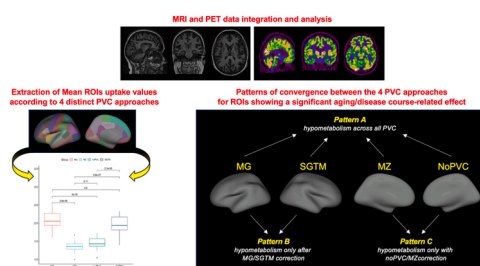 MRI and PET data integration and analysis
Extraction of Mean ROIs uptake values
according to 4 distinct PVC approaches
Patterns of convergence between the 4 PVC approaches
for ROIs showing a significant aging/disease course-related effect
Pattern A
hypometabolism across all PVC
MG
SGTM
MZ
NoPVC
Pattern B
hypometabolism only after
MG/SGTM correction
Pattern C
hypometabolism only with
noPVC/MZcorrection